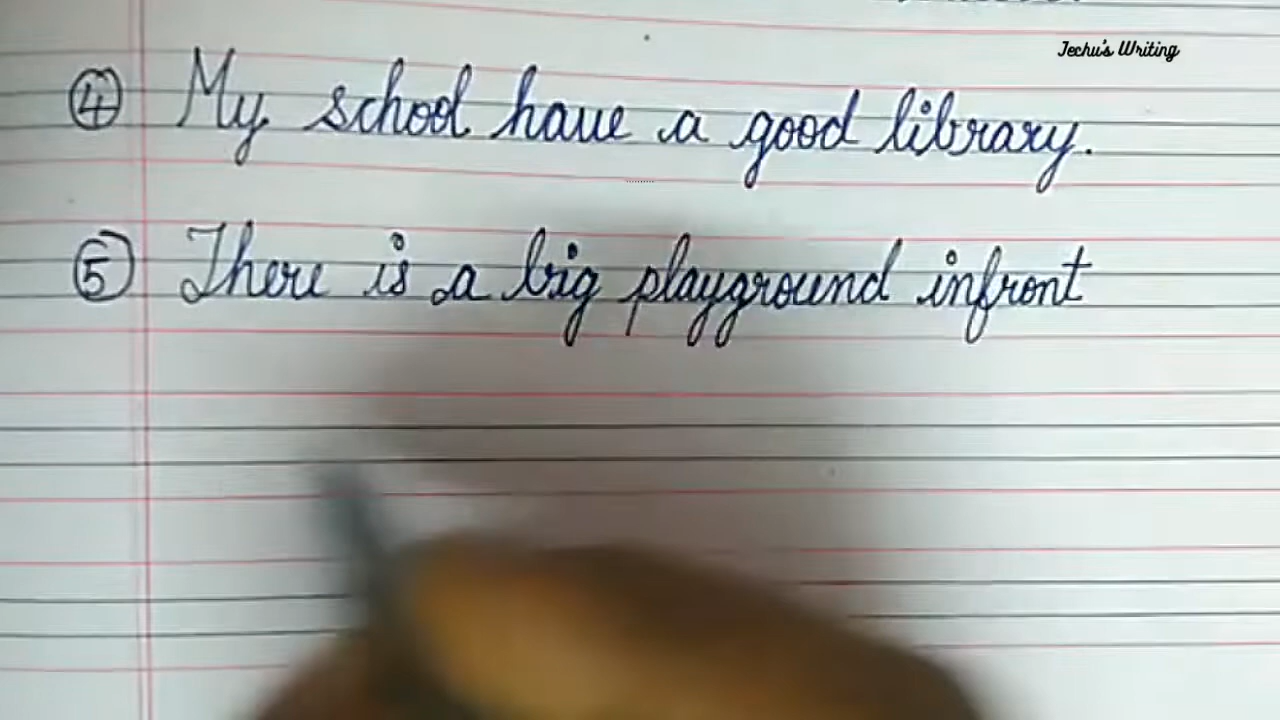 Jechu's Writing
④ My school have a good library.
⑤ There is a big playground infront